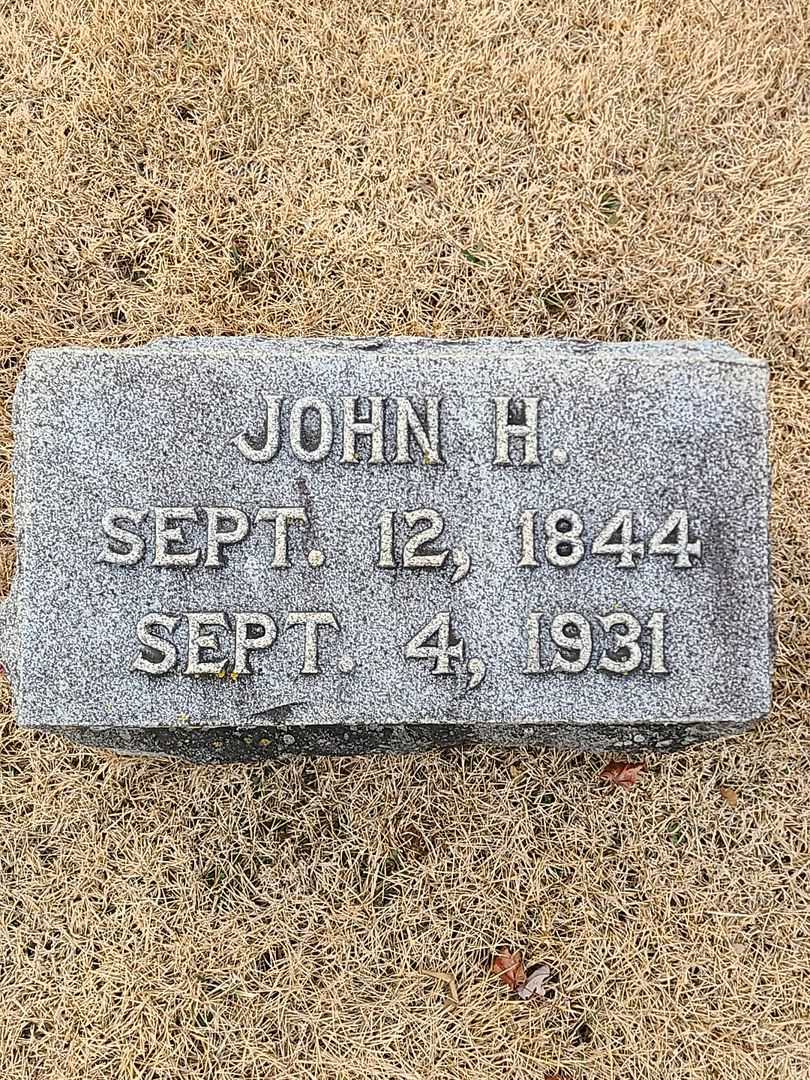 JOHN H.
SEPT. 12, 1844
SEPT. 4, 1931